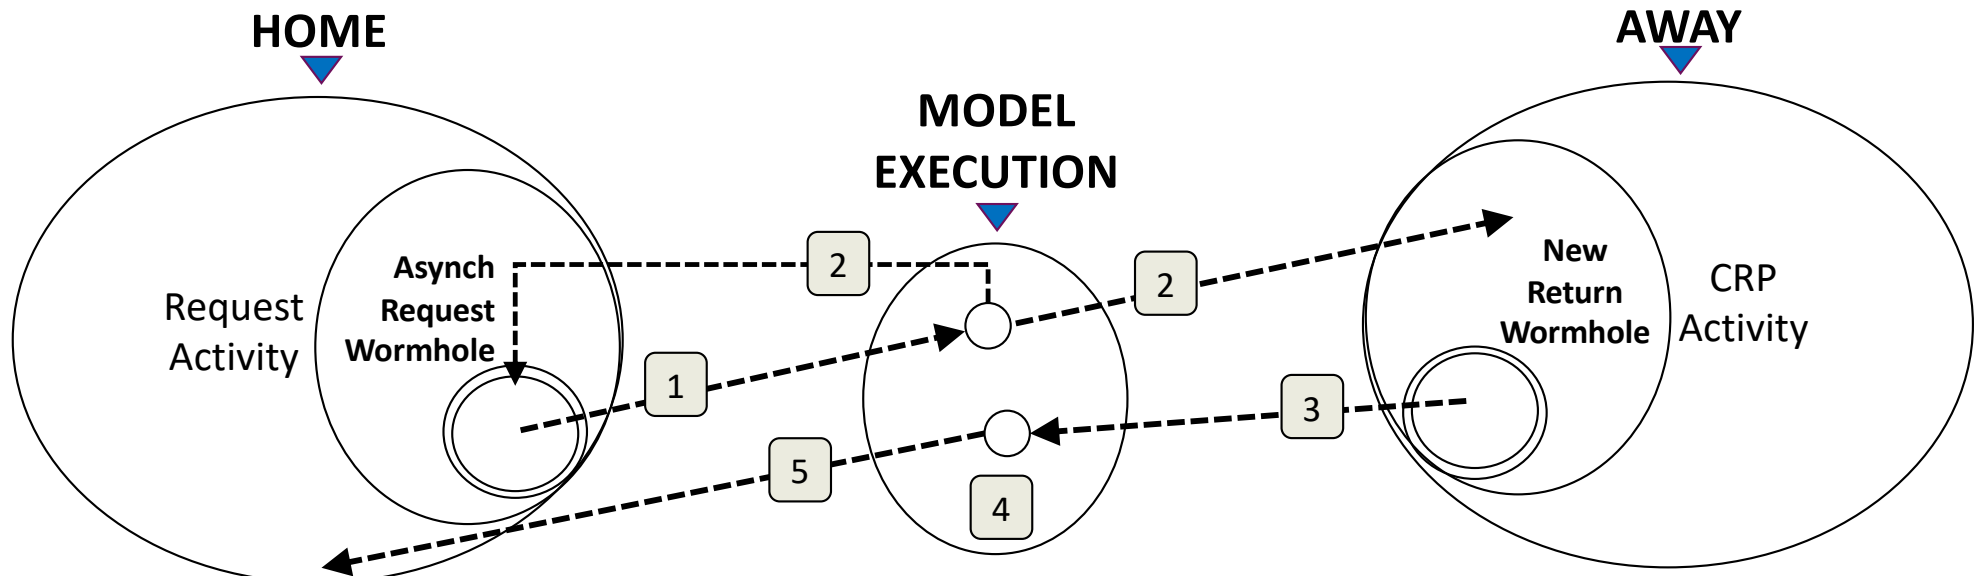 HOME
AWAY
MODEL
EXECUTION
Asynch
Request
Wormhole
Request
Activity
New
Return
Wormhole
CRP
Activity
2
2
1
3
5
4